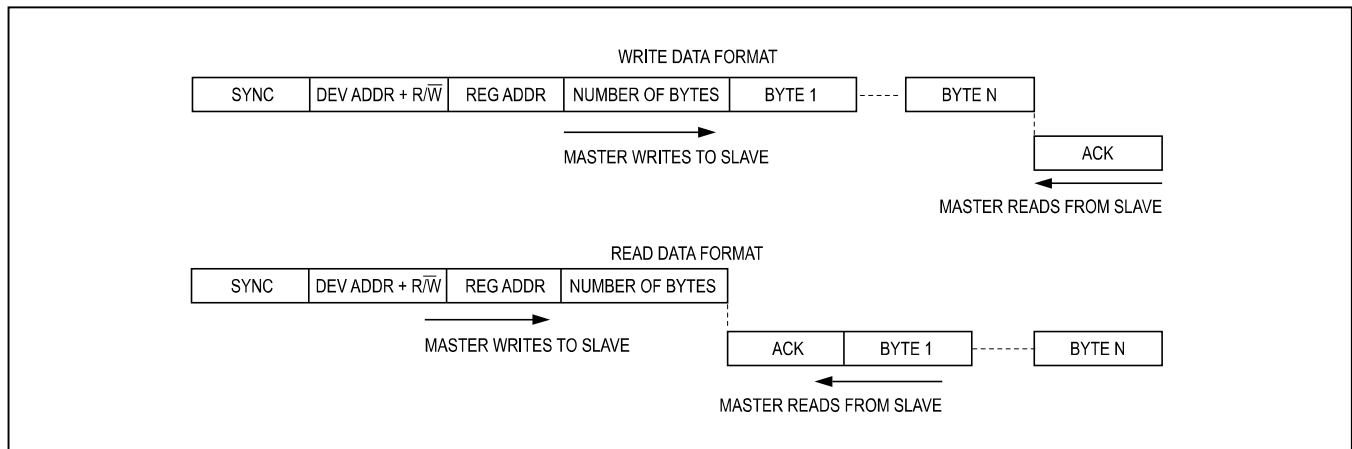 WRITE DATA FORMAT
SYNC DEV ADDR + R/W̅ REG ADDR NUMBER OF BYTES BYTE 1 BYTE N
MASTER WRITES TO SLAVE
ACK
MASTER READS FROM SLAVE
READ DATA FORMAT
SYNC DEV ADDR + R/W̅ REG ADDR NUMBER OF BYTES
MASTER WRITES TO SLAVE
ACK BYTE 1 BYTE N
MASTER READS FROM SLAVE